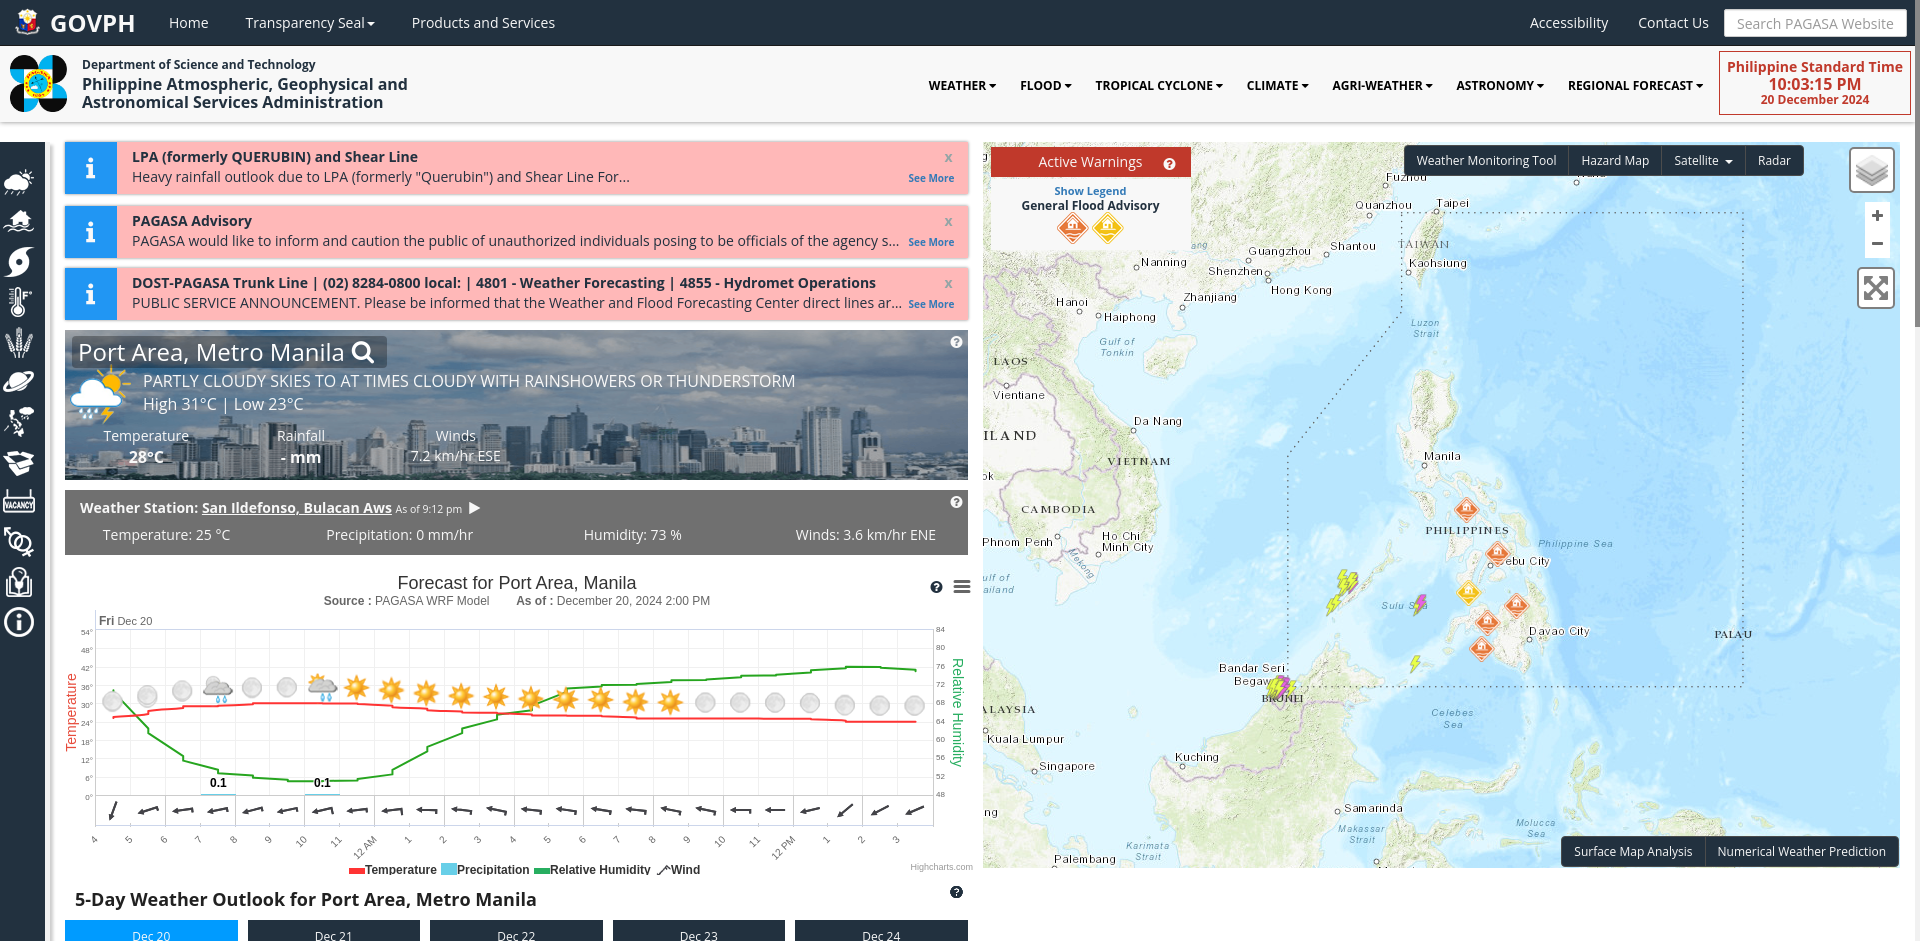 GOVPH
Home
Transparency Seal
Products and Services
Accessibility
Contact Us
Search PAGASA Website
Department of Science and Technology
Philippine Atmospheric, Geophysical and
Astronomical Services Administration
WEATHER
FLOOD
TROPICAL CYCLONE
CLIMATE
AGRI-WEATHER
ASTRONOMY
REGIONAL FORECAST
Philippine Standard Time
10:03:15 PM
20 December 2024
LPA (formerly QUERUBIN) and Shear Line
x
Heavy rainfall outlook due to LPA (formerly "Querubin") and Shear Line For...
See More
PAGASA Advisory
x
PAGASA would like to inform and caution the public of unauthorized individuals posing to be officials of the agency s...
See More
DOST-PAGASA Trunk Line | (02) 8284-0800 local: | 4801 - Weather Forecasting | 4855 - Hydromet Operations
x
PUBLIC SERVICE ANNOUNCEMENT. Please be informed that the Weather and Flood Forecasting Center direct lines ar...
See More
Port Area, Metro Manila
PARTLY CLOUDY SKIES TO AT TIMES CLOUDY WITH RAINSHOWERS OR THUNDERSTORM
High 31°C | Low 23°C
Temperature
Rainfall
Winds
28°C
- mm
7.2 km/hr ESE
Weather Station: San Ildefonso, Bulacan Aws As of 9:12 pm
Temperature: 25 °C
Precipitation: 0 mm/hr
Humidity: 73 %
Winds: 3.6 km/hr ENE
Forecast for Port Area, Manila
Source : PAGASA WRF Model
As of : December 20, 2024 2:00 PM
Fri Dec 20
Temperature
54°
48°
42°
36°
30°
24°
18°
12°
6°
0°
84
80
76
72
68
64
60
56
52
48
Relative Humidity
0.1
0.1
4
5
6
7
8
9
10
11
12 AM
1
2
3
4
5
6
7
8
9
10
11
12 PM
1
2
3
Temperature
Precipitation
Relative Humidity
Wind
Highcharts.com
5-Day Weather Outlook for Port Area, Metro Manila
Dec 20
Dec 21
Dec 22
Dec 23
Dec 24
VACANCY
Active Warnings
Show Legend
General Flood Advisory
Weather Monitoring Tool
Hazard Map
Satellite
Radar
+
−
Fuzhou
Quanzhou
Taipei
TAIWAN
Kaohsiung
Guangzhou
Shantou
Nanning
Shenzhen
Hong Kong
Zhanjiang
Hanoi
Haiphong
Luzon
Strait
Gulf of
Tonkin
LAOS
Vientiane
Da Nang
ILAND
VIETNAM
Manila
CAMBODIA
PHILIPPINES
Phnom Penh
Ho Chi
Minh City
Mekong
Philippine Sea
ebu City
ulf of
ailand
Sulu
Davao City
PALAU
Bandar Seri
Begaw
BRUNEI
ALAYSIA
Celebes
Sea
Kuala Lumpur
Kuching
Singapore
Samarinda
ng
Makassar
Strait
Molucca
Sea
Karimata
Strait
Palembang
Surface Map Analysis
Numerical Weather Prediction